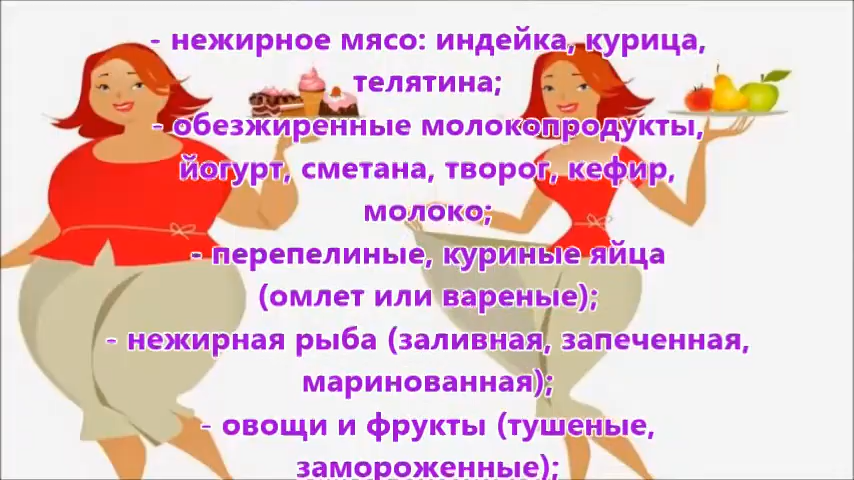 - нежирное мясо: индейка, курица,
телятина;
- обезжиренные молокопродукты,
йогурт, сметана, творог, кефир,
молоко;
- перепелиные, куриные яйца
(омлет или вареные);
- нежирная рыба (заливная, запеченная,
маринованная);
- овощи и фрукты (тушеные,
замороженные);